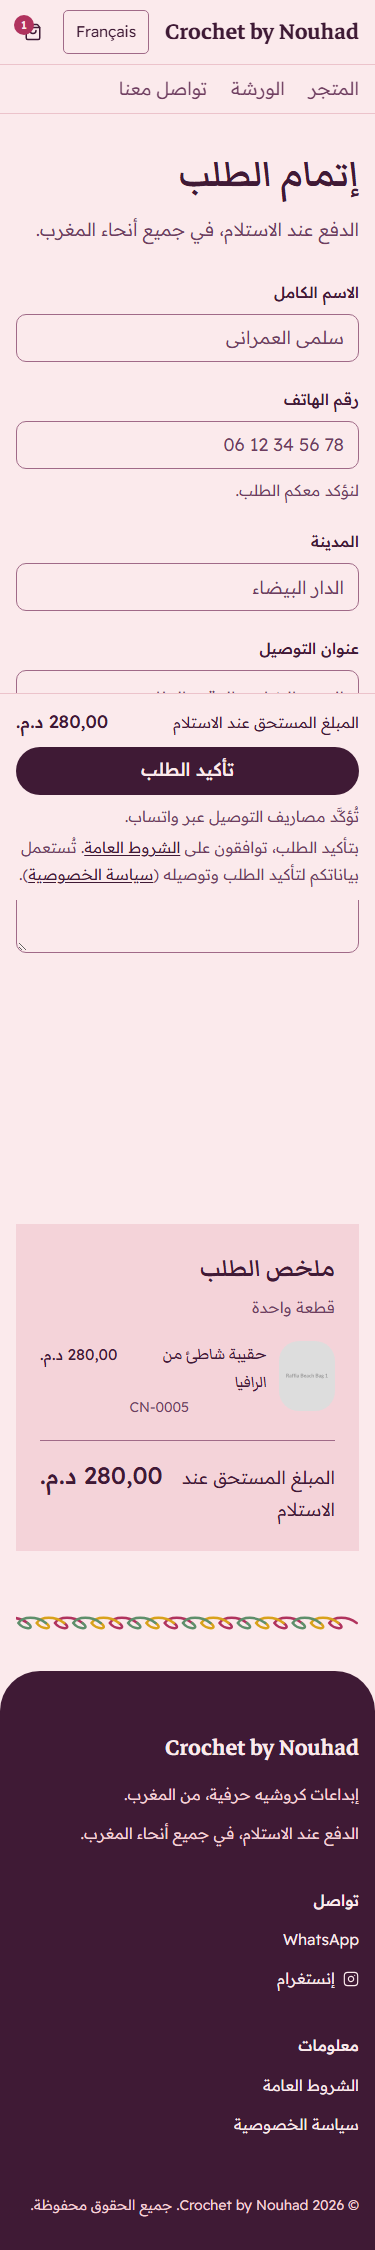 Crochet by Nouhad
Français
1
المتجر
الورشة
تواصل معنا
إتمام الطلب
الدفع عند الاستلام، في جميع أنحاء المغرب.
الاسم الكامل
سلمى العمراني
رقم الهاتف
06 12 34 56 78
لنؤكد معكم الطلب.
المدينة
الدار البيضاء
عنوان التوصيل
المبلغ المستحق عند الاستلام
280,00 د.م.
تأكيد الطلب
تُؤكَّد مصاريف التوصيل عبر واتساب.
بتأكيد الطلب، توافقون على الشروط العامة. تُستعمل
بياناتكم لتأكيد الطلب وتوصيله (سياسة الخصوصية).
ملخص الطلب
قطعة واحدة
Raffia Beach Bag 1
حقيبة شاطئ من
الرافيا
280,00 د.م.
CN-0005
المبلغ المستحق عند
الاستلام
280,00 د.م.
Crochet by Nouhad
إبداعات كروشيه حرفية، من المغرب.
الدفع عند الاستلام، في جميع أنحاء المغرب.
تواصل
WhatsApp
إنستغرام
معلومات
الشروط العامة
سياسة الخصوصية
© 2026 Crochet by Nouhad. جميع الحقوق محفوظة.